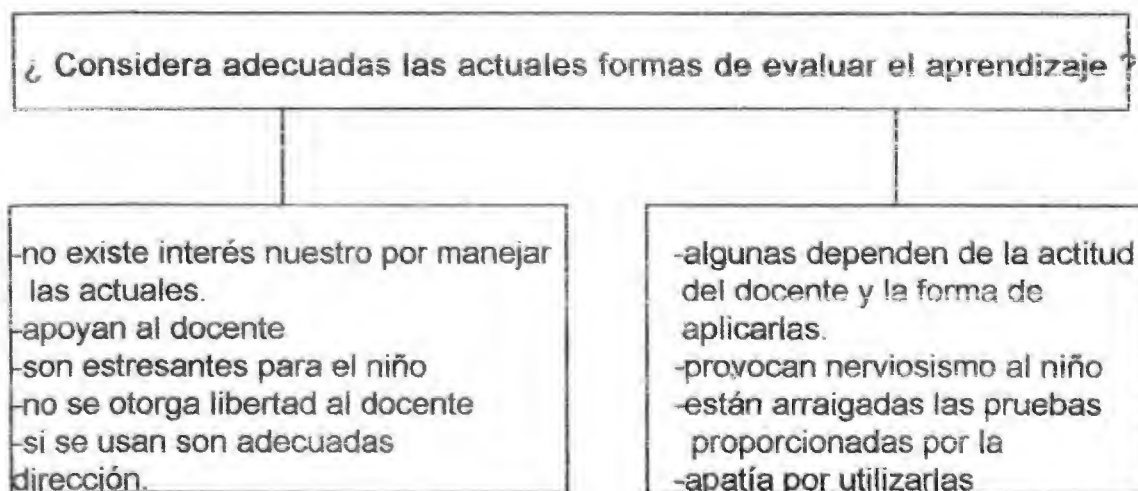 ¿ Considera adecuadas las actuales formas de evaluar el aprendizaje ?
-no existe interés nuestro por manejar
las actuales.
-apoyan al docente
-son estresantes para el niño
-no se otorga libertad al docente
-si se usan son adecuadas
dirección.
-algunas dependen de la actitud
del docente y la forma de
aplicarlas.
-provocan nerviosismo al niño
-están arraigadas las pruebas
proporcionadas por la
-apatía por utilizarlas